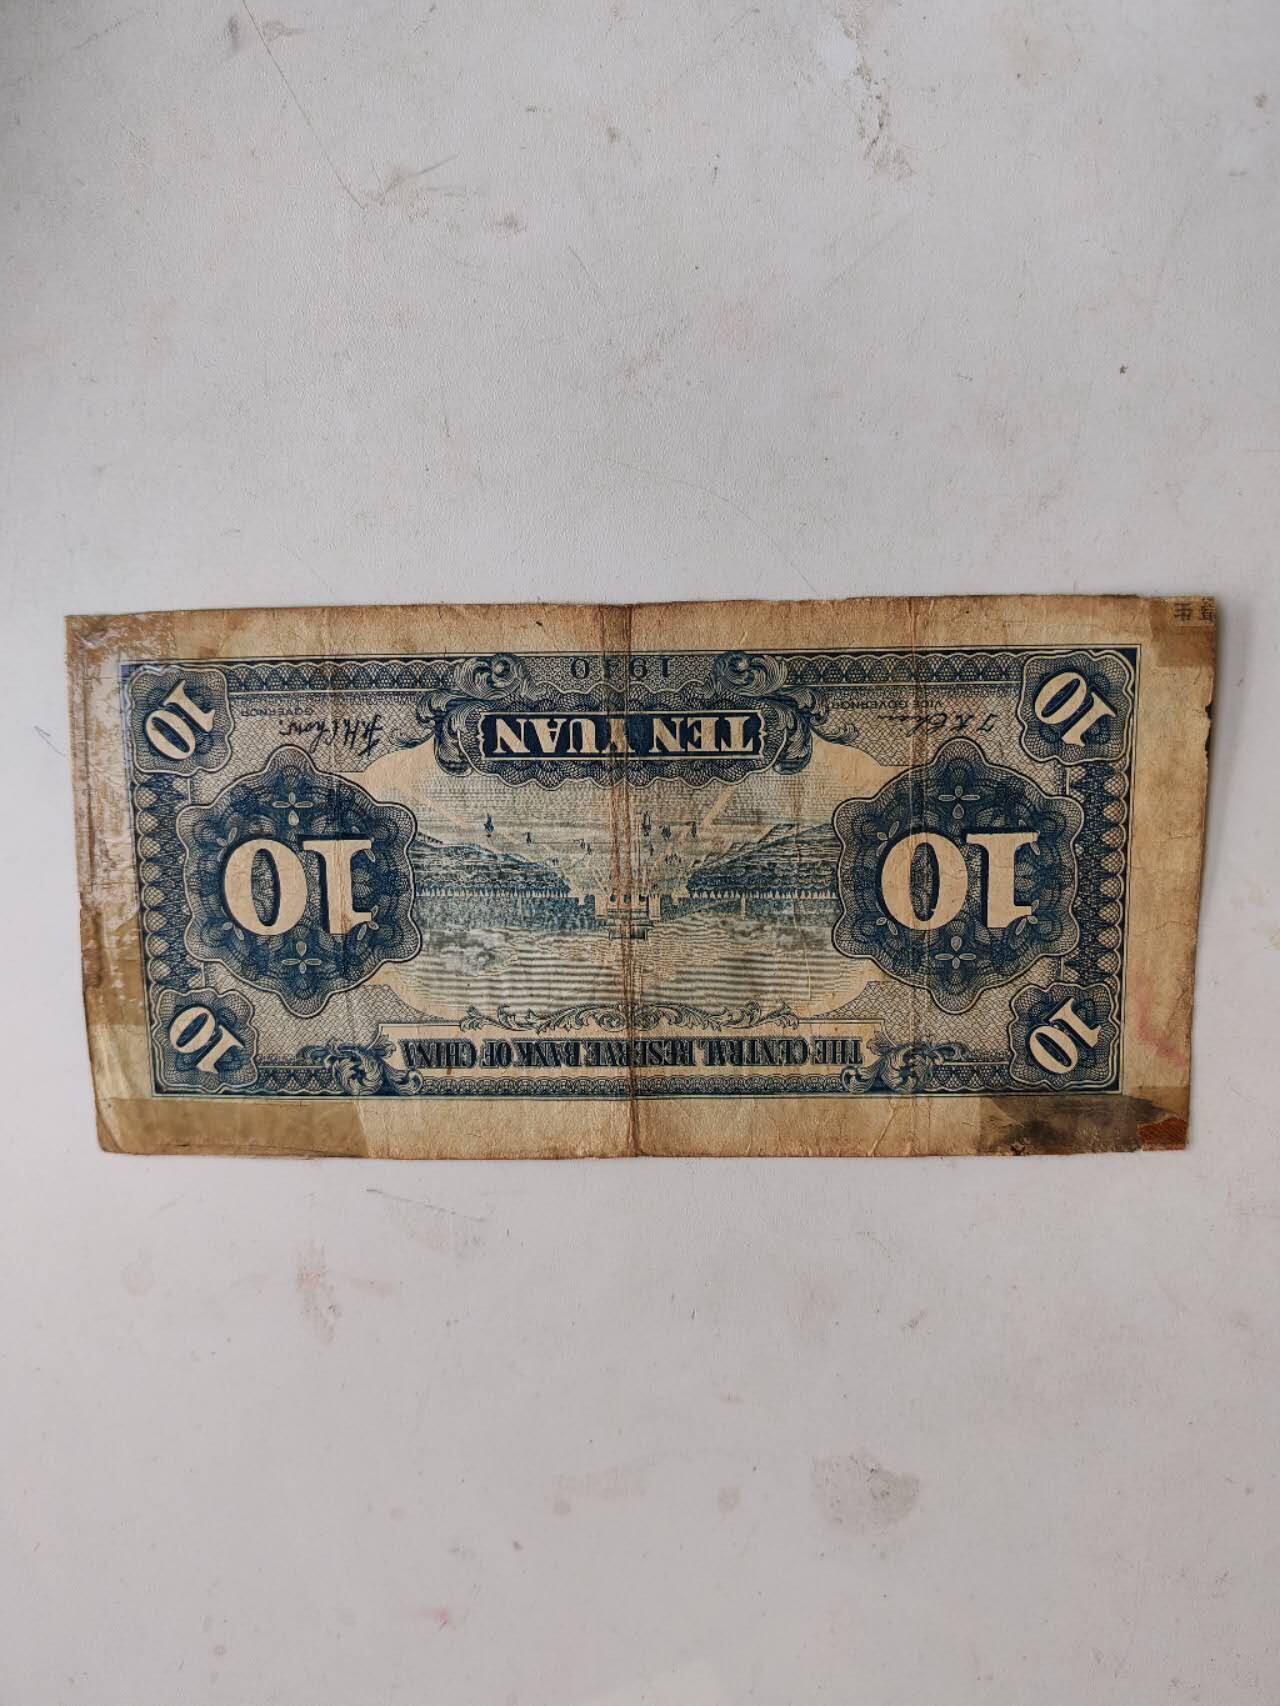 10 THE CENTRAL RESERVE BANK OF CHINA 10
10 10
TEN YUAN
VICE GOVERNOR
GOVERNOR
10 1940 10